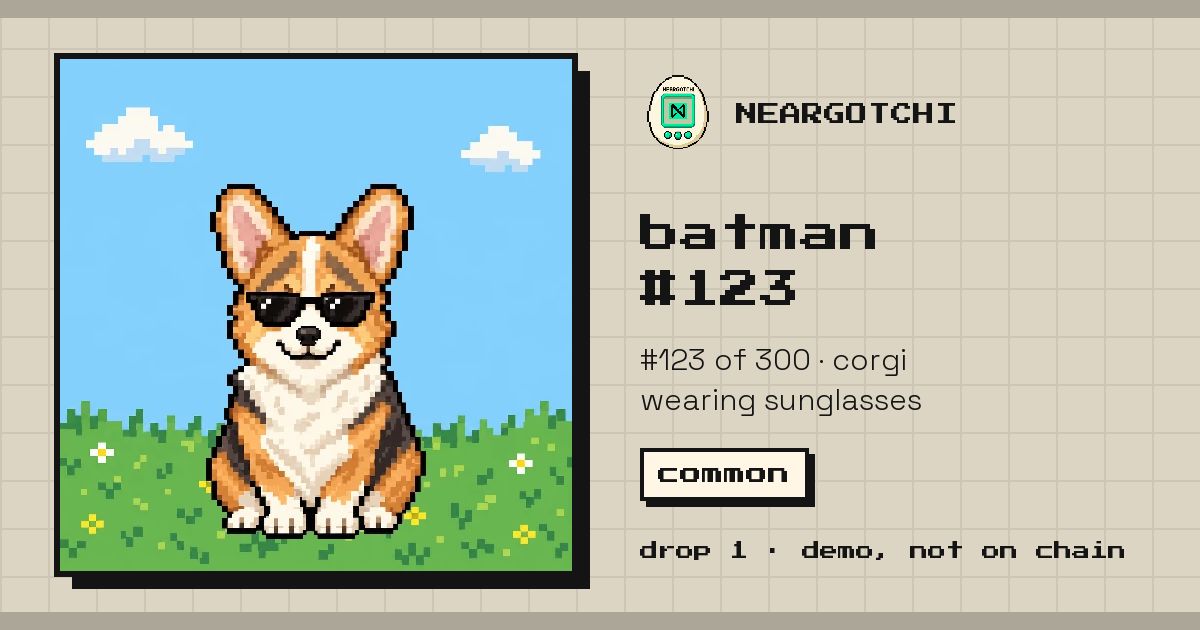 NEARGOTCHI
NEARGOTCHI
batman
#123
#123 of 300 · corgi
wearing sunglasses
common
drop 1 · demo, not on chain